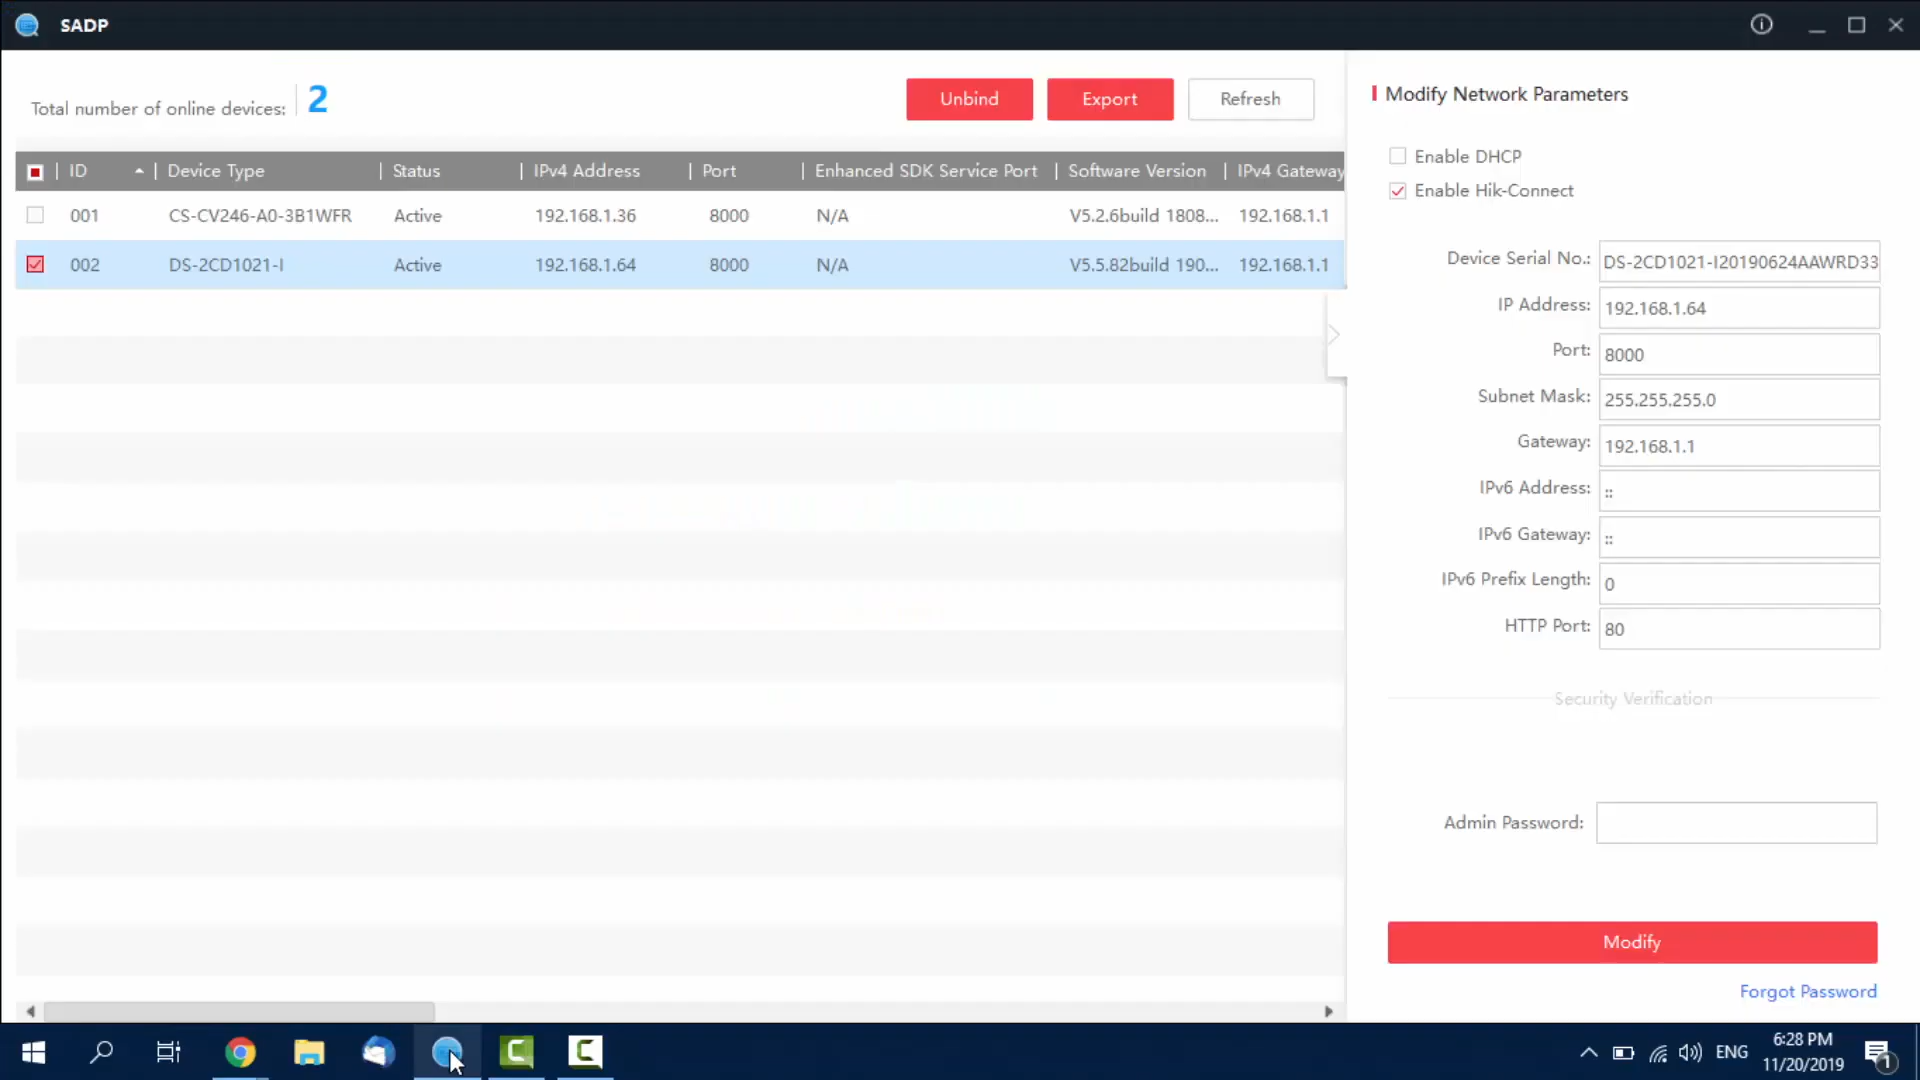 SADP
Total number of online devices: 2
Unbind
Export
Refresh
ID
Device Type
Status
IPv4 Address
Port
Enhanced SDK Service Port
Software Version
IPv4 Gateway
001 CS-CV246-A0-3B1WFR Active 192.168.1.36 8000 N/A V5.2.6build 1808... 192.168.1.1
002 DS-2CD1021-I Active 192.168.1.64 8000 N/A V5.5.82build 190... 192.168.1.1
Modify Network Parameters
Enable DHCP
Enable Hik-Connect
Device Serial No.: DS-2CD1021-I20190624AAWRD33
IP Address: 192.168.1.64
Port: 8000
Subnet Mask: 255.255.255.0
Gateway: 192.168.1.1
IPv6 Address: ::
IPv6 Gateway: ::
IPv6 Prefix Length: 0
HTTP Port: 80
Security Verification
Admin Password:
Modify
Forgot Password
ENG
6:28 PM
11/20/2019
1